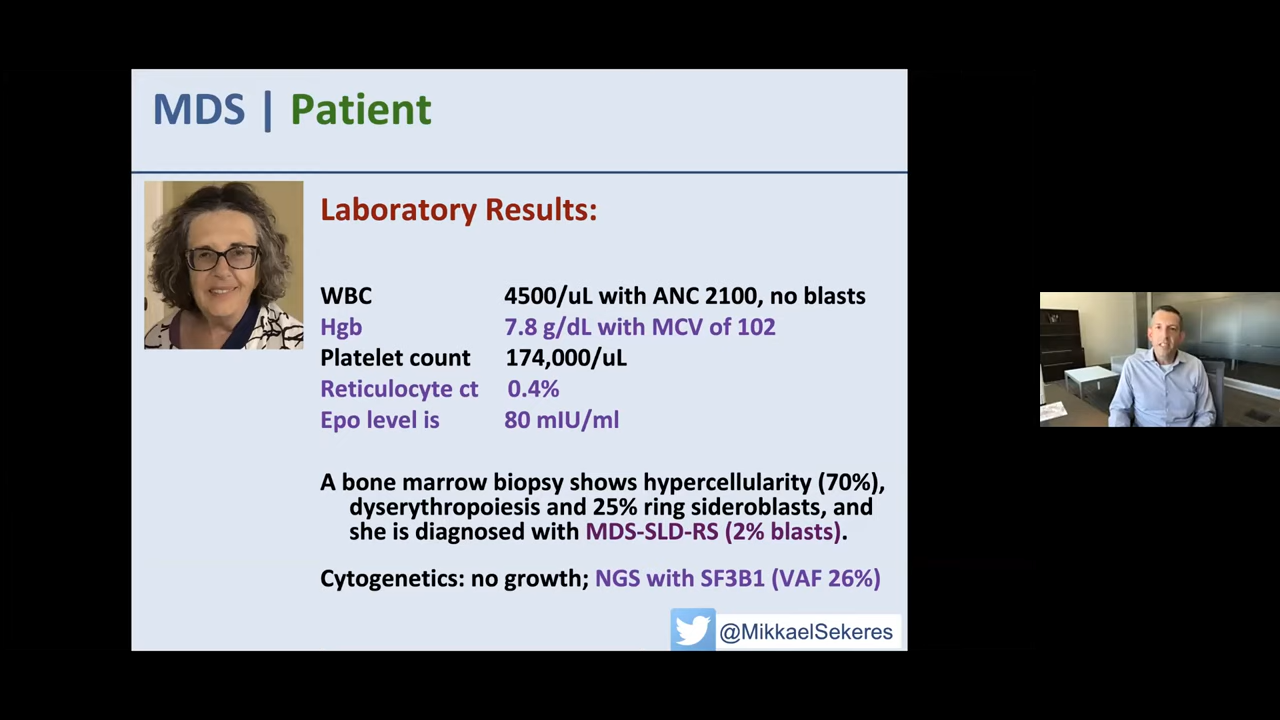 MDS | Patient
Laboratory Results:
WBC 4500/uL with ANC 2100, no blasts
Hgb 7.8 g/dL with MCV of 102
Platelet count 174,000/uL
Reticulocyte ct 0.4%
Epo level is 80 mIU/ml
A bone marrow biopsy shows hypercellularity (70%),
dyserythropoiesis and 25% ring sideroblasts, and
she is diagnosed with MDS-SLD-RS (2% blasts).
Cytogenetics: no growth; NGS with SF3B1 (VAF 26%)
@MikkaelSekeres